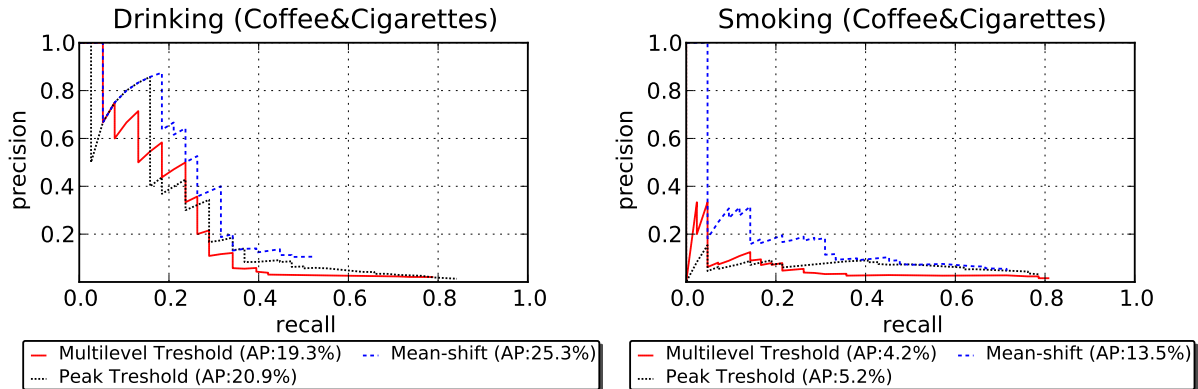 Drinking (Coffee&Cigarettes)
1.0
0.8
0.6
0.4
0.2
precision
0.0
0.2
0.4
0.6
0.8
1.0
recall
Multilevel Treshold (AP:19.3%)
Mean-shift (AP:25.3%)
Peak Treshold (AP:20.9%)
Smoking (Coffee&Cigarettes)
1.0
0.8
0.6
0.4
0.2
precision
0.0
0.2
0.4
0.6
0.8
1.0
recall
Multilevel Treshold (AP:4.2%)
Mean-shift (AP:13.5%)
Peak Treshold (AP:5.2%)